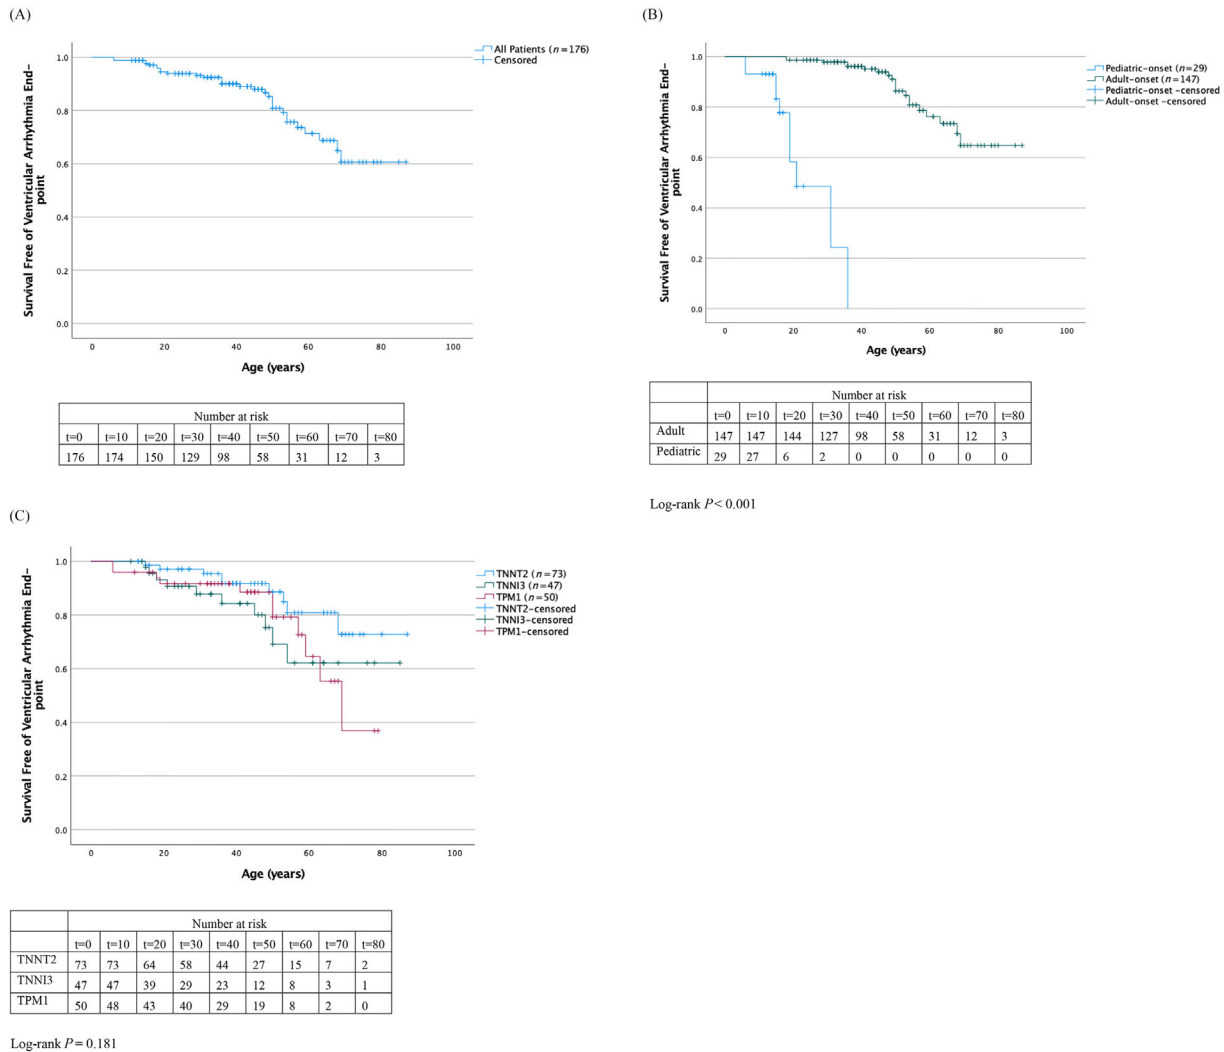 (A)
Survival Free of Ventricular Arrhythmia End-
point
1.0
0.8
0.6
0.4
0.2
0.0
0 20 40 60 80 100
Age (years)
All Patients (n=176)
Censored
Number at risk
t=0 t=10 t=20 t=30 t=40 t=50 t=60 t=70 t=80
176 174 150 129 98 58 31 12 3
(B)
Survival Free of Ventricular Arrhythmia End-
point
1.0
0.8
0.6
0.4
0.2
0.0
0 20 40 60 80 100
Age (years)
Pediatric-onset (n=29)
Adult-onset (n=147)
Pediatric-onset -censored
Adult-onset -censored
Number at risk
t=0 t=10 t=20 t=30 t=40 t=50 t=60 t=70 t=80
Adult 147 147 144 127 98 58 31 12 3
Pediatric 29 27 6 2 0 0 0 0 0
Log-rank P < 0.001
(C)
Survival Free of Ventricular Arrhythmia End-
point
1.0
0.8
0.6
0.4
0.2
0.0
0 20 40 60 80 100
Age (years)
TNNT2 (n=73)
TNNI3 (n=47)
TPM1 (n=50)
TNNT2-censored
TNNI3-censored
TPM1-censored
Number at risk
t=0 t=10 t=20 t=30 t=40 t=50 t=60 t=70 t=80
TNNT2 73 73 64 58 44 27 15 7 2
TNNI3 47 47 39 29 23 12 8 3 1
TPM1 50 48 43 40 29 19 8 2 0
Log-rank P = 0.181